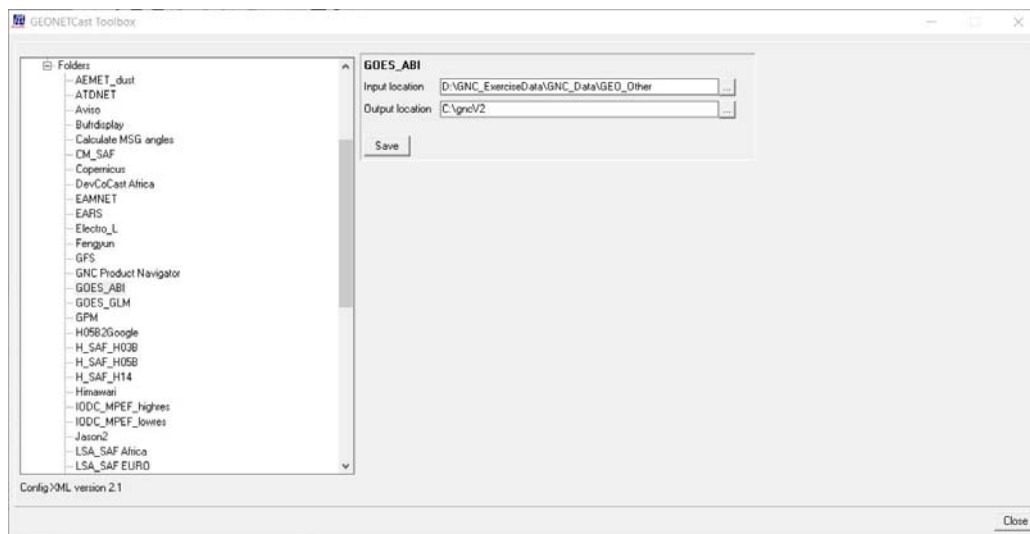 GEONETCast Toolbox
Folders
AEMET_dust
ATDNET
Aviso
Bufrdisplay
Calculate MSG angles
CM_SAF
Copernicus
DevCoCast Africa
EAMNET
EARS
Electro_L
Fengyun
GFS
GNC Product Navigator
GOES_ABI
GOES_GLM
GPM
H05B2Google
H_SAF_H03B
H_SAF_H05B
H_SAF_H14
Himawari
IODC_MPEF_highres
IODC_MPEF_lowres
Jason2
LSA_SAF Africa
LSA_SAF EURO
Config XML version 2.1
GOES_ABI
Input location D:\GNC_ExerciseData\GNC_Data\GEO_Other ...
Output location C:\gncV2 ...
Save
Close